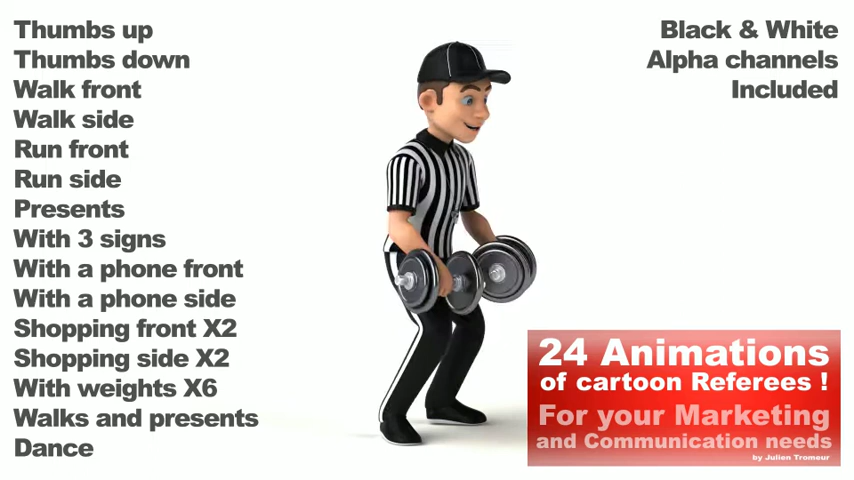 Thumbs up
Thumbs down
Walk front
Walk side
Run front
Run side
Presents
With 3 signs
With a phone front
With a phone side
Shopping front X2
Shopping side X2
With weights X6
Walks and presents
Dance
Black & White
Alpha channels
Included
24 Animations
of cartoon Referees !
For your Marketing
and Communication needs
by Julien Tromeur